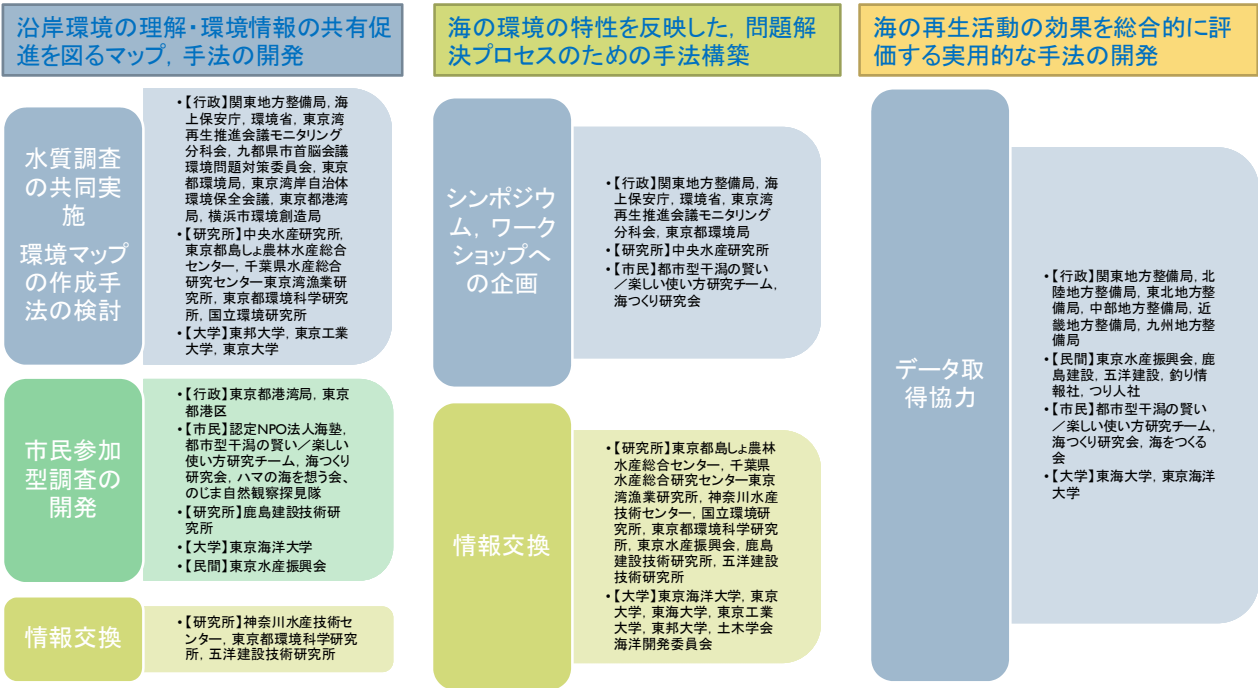 沿岸環境の理解・環境情報の共有促
進を図るマップ, 手法の開発
水質調査
の共同実
施
環境マップ
の作成手
法の検討
•【行政】関東地方整備局, 海
上保安庁, 環境省, 東京湾
再生推進会議モニタリング
分科会, 九都県市首脳会議
環境問題対策委員会, 東京
都環境局, 東京湾岸自治体
環境保全会議, 東京都港湾
局, 横浜市環境創造局
•【研究所】中央水産研究所,
東京都島しょ農林水産総合
センター, 千葉県水産総合
研究センター東京湾漁業研
究所, 東京都環境科学研究
所, 国立環境研究所
•【大学】東邦大学, 東京工業
大学, 東京大学
市民参加
型調査の
開発
•【行政】東京都港湾局, 東京
都港区
•【市民】認定NPO法人海塾,
都市型干潟の賢い／楽しい
使い方研究チーム, 海つくり
研究会, ハマの海を想う会、
のじま自然観察探見隊
•【研究所】鹿島建設技術研
究所
•【大学】東京海洋大学
•【民間】東京水産振興会
情報交換
•【研究所】神奈川水産技術セ
ンター, 東京都環境科学研究
所, 五洋建設技術研究所
海の環境の特性を反映した, 問題解
決プロセスのための手法構築
シンポジウ
ム, ワーク
ショップへ
の企画
•【行政】関東地方整備局, 海
上保安庁, 環境省, 東京湾
再生推進会議モニタリング
分科会, 東京都環境局
•【研究所】中央水産研究所
•【市民】都市型干潟の賢い
／楽しい使い方研究チーム,
海つくり研究会
情報交換
•【研究所】東京都島しょ農林
水産総合センター, 千葉県
水産総合研究センター東京
湾漁業研究所, 神奈川水産
技術センター, 国立環境研
究所, 東京都環境科学研究
所, 東京水産振興会, 鹿島
建設技術研究所, 五洋建設
技術研究所
•【大学】東京海洋大学, 東京
大学, 東海大学, 東京工業
大学, 東邦大学, 土木学会
海洋開発委員会
海の再生活動の効果を総合的に評
価する実用的な手法の開発
データ取
得協力
•【行政】関東地方整備局, 北
陸地方整備局, 東北地方整
備局, 中部地方整備局, 近
畿地方整備局, 九州地方整
備局
•【民間】東京水産振興会, 鹿
島建設, 五洋建設, 釣り情
報社, つり人社
•【市民】都市型干潟の賢い
／楽しい使い方研究チーム,
海つくり研究会, 海をつくる
会
•【大学】東海大学, 東京海洋
大学